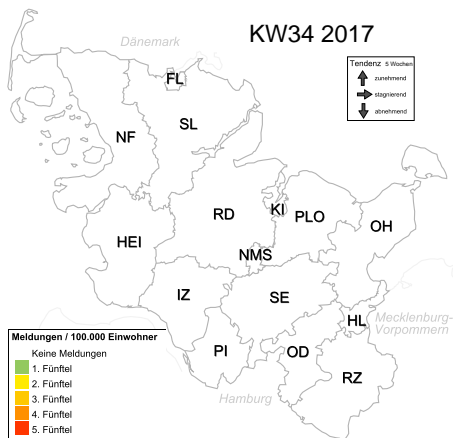 KW34 2017
Dänemark
Tendenz 5 Wochen
zunehmend
stagnierend
abnehmend
FL
SL
NF
RD
KI
PLO
OH
HEI
NMS
IZ
SE
HL
Mecklenburg-
Vorpommern
PI
OD
RZ
Hamburg
Meldungen / 100.000 Einwohner
Keine Meldungen
1. Fünftel
2. Fünftel
3. Fünftel
4. Fünftel
5. Fünftel